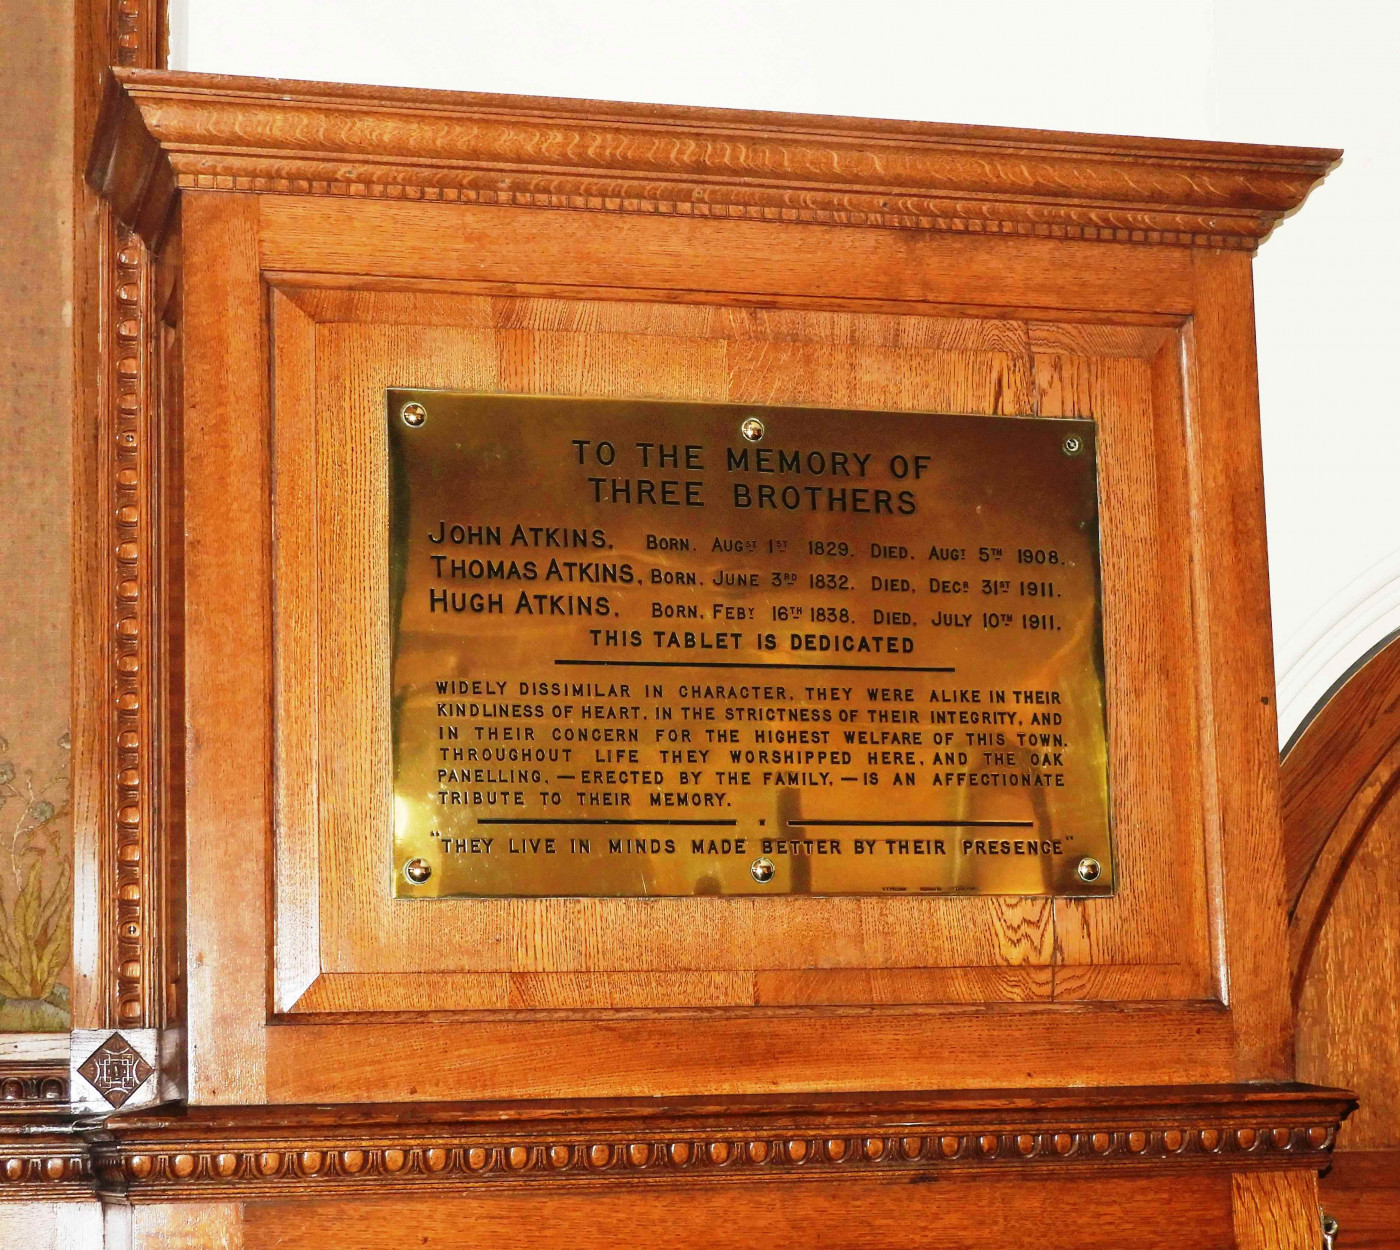 TO THE MEMORY OF
THREE BROTHERS
JOHN ATKINS. BORN. AUGST 1ST 1829. DIED. AUGT 5TH 1908.
THOMAS ATKINS, BORN. JUNE 3RD 1832. DIED, DECR 31ST 1911.
HUGH ATKINS. BORN. FEBY 16TH 1838. DIED. JULY 10TH 1911.
THIS TABLET IS DEDICATED
WIDELY DISSIMILAR IN CHARACTER, THEY WERE ALIKE IN THEIR
KINDLINESS OF HEART, IN THE STRICTNESS OF THEIR INTEGRITY, AND
IN THEIR CONCERN FOR THE HIGHEST WELFARE OF THIS TOWN.
THROUGHOUT LIFE THEY WORSHIPPED HERE, AND THE OAK
PANELLING, — ERECTED BY THE FAMILY, — IS AN AFFECTIONATE
TRIBUTE TO THEIR MEMORY.
"THEY LIVE IN MINDS MADE BETTER BY THEIR PRESENCE"